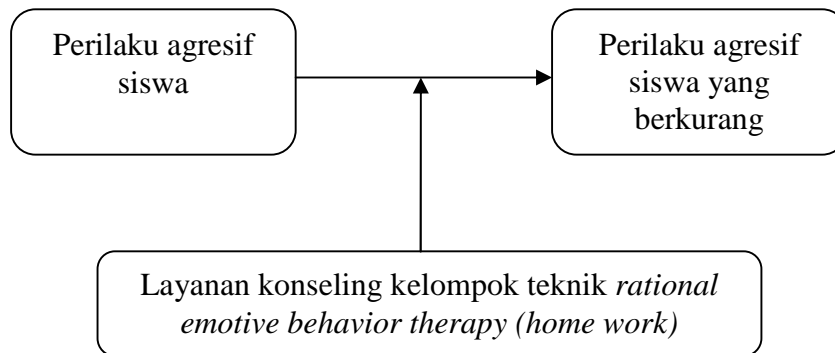 Perilaku agresif
siswa
Perilaku agresif
siswa yang
berkurang
Layanan konseling kelompok teknik rational
emotive behavior therapy (home work)